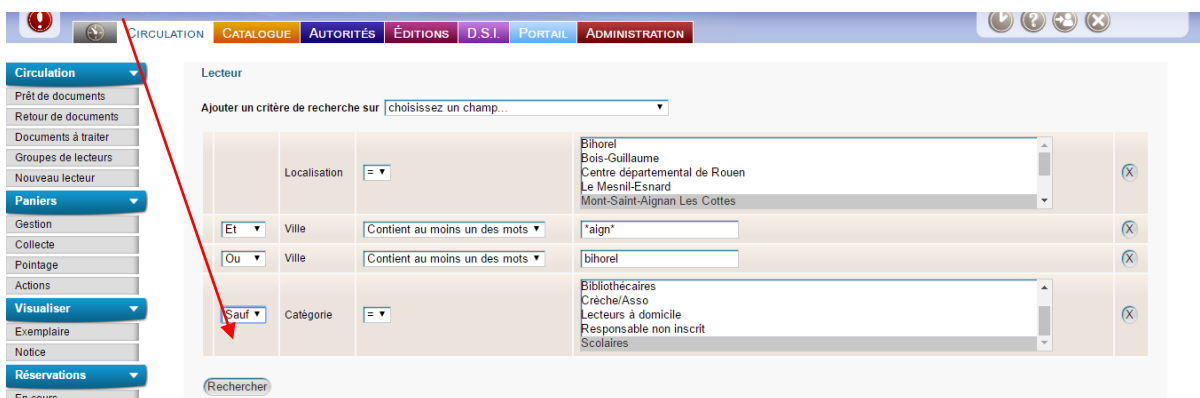 CIRCULATION CATALOGUE AUTORITÉS ÉDITIONS D.S.I. PORTAIL ADMINISTRATION
Circulation
Prêt de documents
Retour de documents
Documents à traiter
Groupes de lecteurs
Nouveau lecteur
Paniers
Gestion
Collecte
Pointage
Actions
Visualiser
Exemplaire
Notice
Réservations
En cours
Lecteur
Ajouter un critère de recherche sur choisissez un champ...
Localisation =
Bihorel
Bois-Guillaume
Centre départemental de Rouen
Le Mesnil-Esnard
Mont-Saint-Aignan Les Cottes
X
Et Ville Contient au moins un des mots *aign* X
Ou Ville Contient au moins un des mots bihorel X
Sauf Catégorie =
Bibliothécaires
Crèche/Asso
Lecteurs à domicile
Responsable non inscrit
Scolaires
X
Rechercher